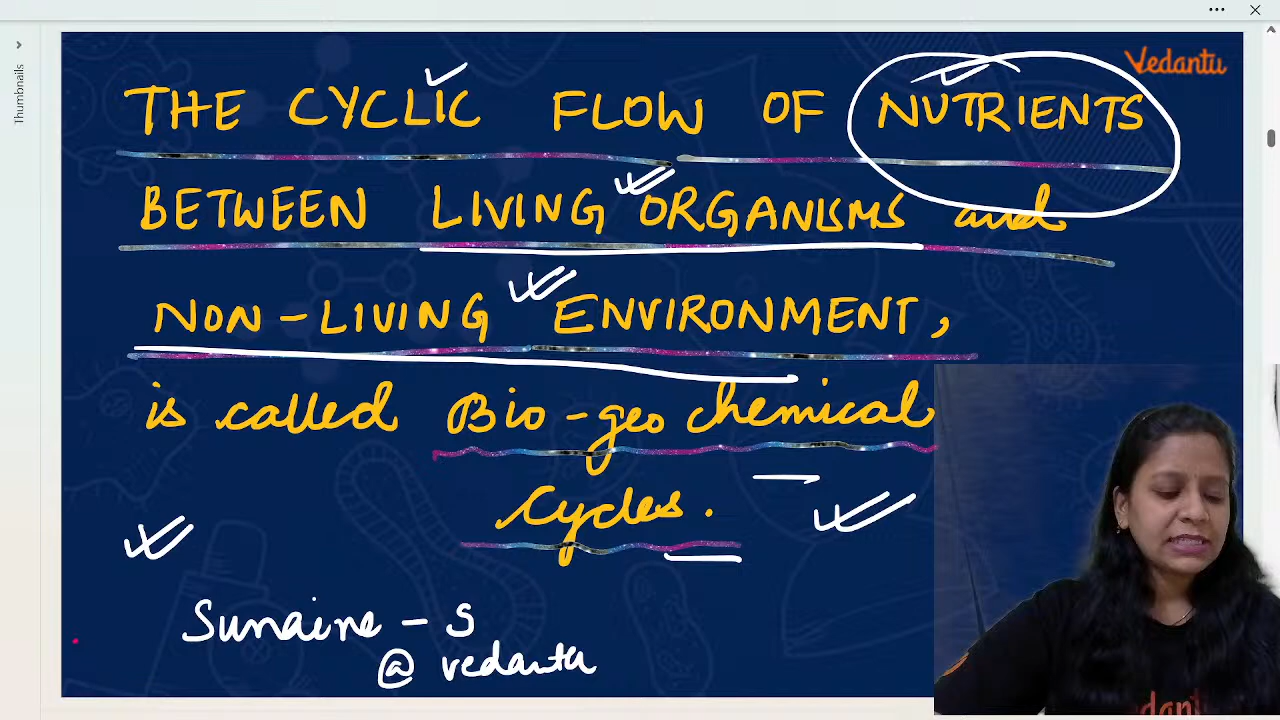 Thumbnails
Vedantu
THE CYCLIC FLOW OF NUTRIENTS
BETWEEN LIVING ORGANISMS and
NON-LIVING ENVIRONMENT,
is called Bio-geo chemical
Cycles.
Sunaine - S
@ vedantu
vedantu